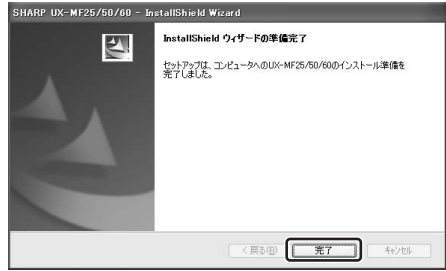 SHARP UX-MF25/50/60 - InstallShield Wizard
InstallShield ウィザードの準備完了
セットアップは、コンピュータへのUX-MF25/50/60のインストール準備を
完了しました。
< 戻る(B)
完了
キャンセル